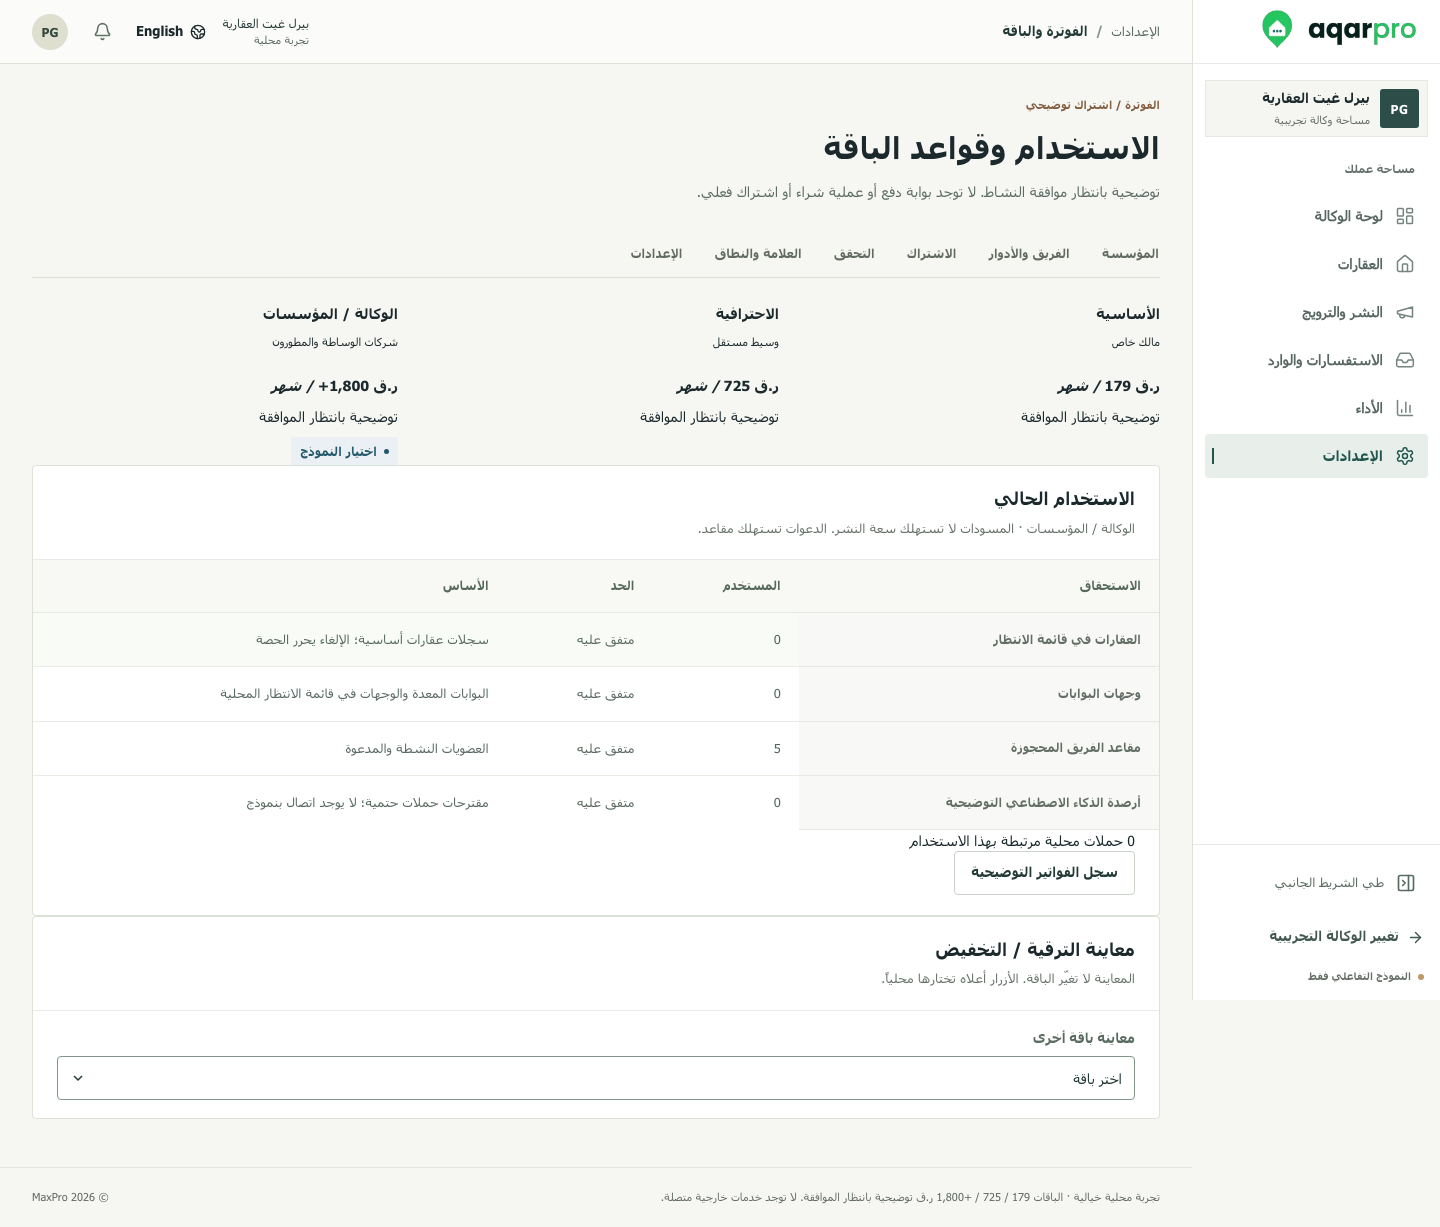 aqarpro
PG
بيرل غيت العقارية
مساحة وكالة تجريبية
مساحة عملك
لوحة الوكالة
العقارات
النشر والترويج
الاستفسارات والوارد
الأداء
الإعدادات
طي الشريط الجانبي
تغيير الوكالة التجريبية
النموذج التفاعلي فقط
الإعدادات / الفوترة والباقة
بيرل غيت العقارية
تجربة محلية
English
PG
الفوترة / اشتراك توضيحي
الاستخدام وقواعد الباقة
توضيحية بانتظار موافقة النشاط. لا توجد بوابة دفع أو عملية شراء أو اشتراك فعلي.
المؤسسة الفريق والأدوار الاشتراك التحقق العلامة والنطاق الإعدادات
الأساسية
مالك خاص
ر.ق 179 / شهر
توضيحية بانتظار الموافقة
الاحترافية
وسيط مستقل
ر.ق 725 / شهر
توضيحية بانتظار الموافقة
الوكالة / المؤسسات
شركات الوساطة والمطورون
ر.ق 1,800+ / شهر
توضيحية بانتظار الموافقة
اختيار النموذج
الاستخدام الحالي
الوكالة / المؤسسات · المسودات لا تستهلك سعة النشر. الدعوات تستهلك مقاعد.
الاستحقاق المستخدم الحد الأساس
العقارات في قائمة الانتظار 0 متفق عليه سجلات عقارات أساسية؛ الإلغاء يحرر الحصة
وجهات البوابات 0 متفق عليه البوابات المعدة والوجهات في قائمة الانتظار المحلية
مقاعد الفريق المحجوزة 5 متفق عليه العضويات النشطة والمدعوة
أرصدة الذكاء الاصطناعي التوضيحية 0 متفق عليه مقترحات حملات حتمية؛ لا يوجد اتصال بنموذج
0 حملات محلية مرتبطة بهذا الاستخدام
سجل الفواتير التوضيحية
معاينة الترقية / التخفيض
المعاينة لا تغيّر الباقة. الأزرار أعلاه تختارها محلياً.
معاينة باقة أخرى
اختر باقة
تجربة محلية خيالية · الباقات 179 / 725 / 1,800+ ر.ق توضيحية بانتظار الموافقة. لا توجد خدمات خارجية متصلة.
© 2026 MaxPro